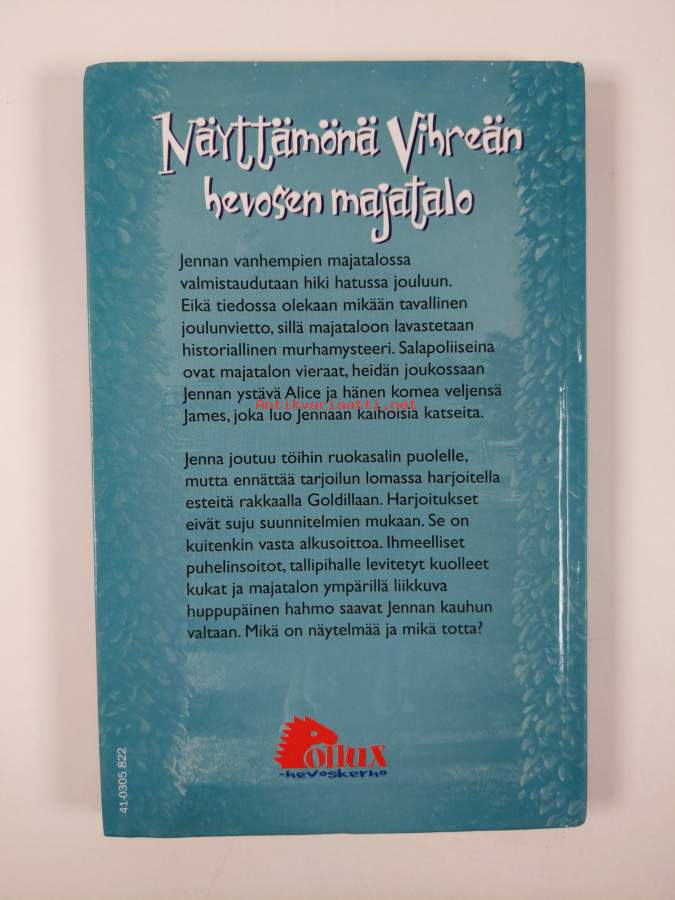 Näyttämönä Vihreän
hevosen majatalo
Jennan vanhempien majatalossa
valmistaudutaan hiki hatussa jouluun.
Eikä tiedossa olekaan mikään tavallinen
joulunvietto, sillä majataloon lavastetaan
historiallinen murhamysteeri. Salapoliiseina
ovat majatalon vieraat, heidän joukossaan
Jennan ystävä Alice ja hänen komea veljensä
Antikvariaatti.net
James, joka luo Jennaan kaihoisia katseita.
Jenna joutuu töihin ruokasalin puolelle,
mutta ennättää tarjoilun lomassa harjoitella
esteitä rakkaalla Goldillaan. Harjoitukset
eivät suju suunnitelmien mukaan. Se on
kuitenkin vasta alkusoittoa. Ihmeelliset
puhelinsoitot, tallipihalle levitetyt kuolleet
kukat ja majatalon ympärillä liikkuva
huppupäinen hahmo saavat Jennan kauhun
valtaan. Mikä on näytelmää ja mikä totta?
Pollux
-hevoskerho
41-0305 822